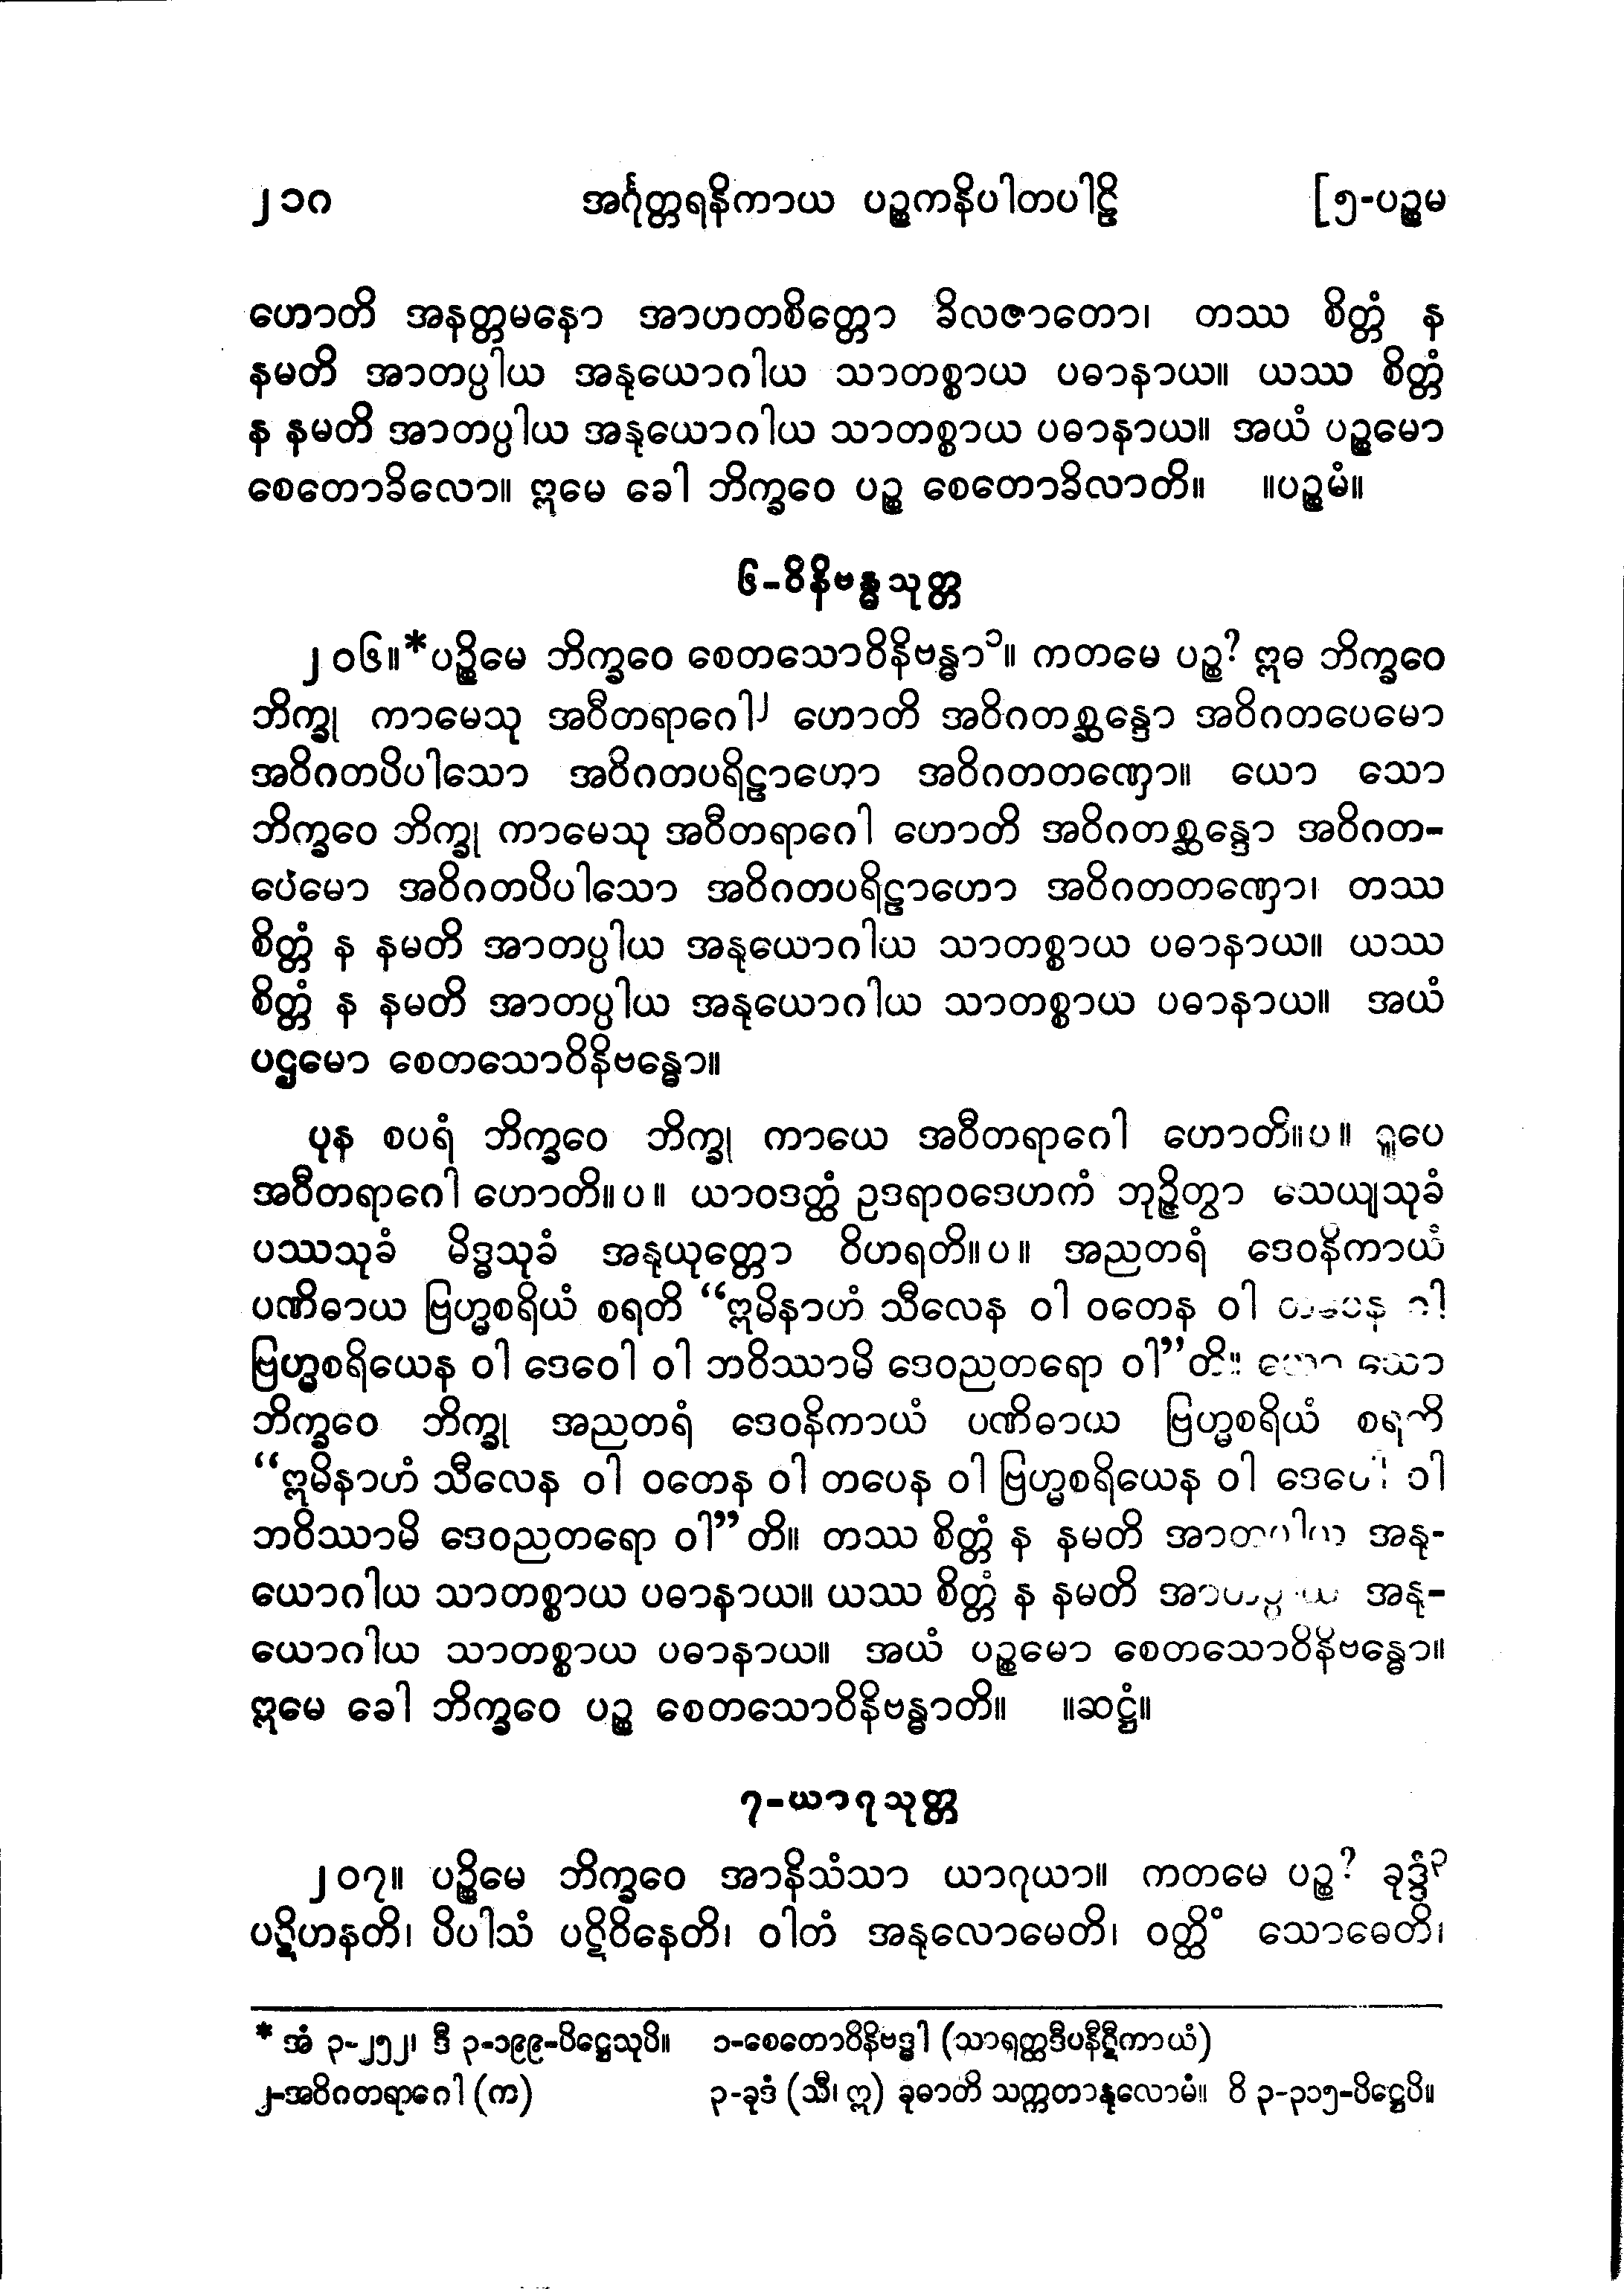 ၂၁၀ အင်္ဂုတ္တရနိကာယ ပဉ္စကနိပါတပါဠိ [၅-ပဉ္စမ
ဟောတိ အနတ္တမနော အာဟတစိတ္တော ခိလဇာတော၊ တဿ စိတ္တံ န
နမတိ အာတပ္ပါယ အနုယောဂါယ သာတစ္စာယ ပဓာနာယ။ ယဿ စိတ္တံ
န နမတိ အာတပ္ပါယ အနုယောဂါယ သာတစ္စာယ ပဓာနာယ။ အယံ ပဉ္စမော
စေတောခိလော။ ဣမေ ခေါ ဘိက္ခဝေ ပဉ္စ စေတောခိလာတိ။ ။ပဉ္စမံ။
၆-ဝိနိဗန္ဓသုတ္တ
၂၀၆။*ပဉ္စိမေ ဘိက္ခဝေ စေတသောဝိနိဗန္ဓာ၁။ ကတမေ ပဉ္စ? ဣဓ ဘိက္ခဝေ
ဘိက္ခု ကာမေသု အဝီတရာဂေါ၂ ဟောတိ အဝိဂတစ္ဆန္ဒော အဝိဂတပေမော
အဝိဂတပိပါသော အဝိဂတပရိဠာဟော အဝိဂတတဏှော။ ယော သော
ဘိက္ခဝေ ဘိက္ခု ကာမေသု အဝီတရာဂေါ ဟောတိ အဝိဂတစ္ဆန္ဒော အဝိဂတ-
ပေမော အဝိဂတပိပါသော အဝိဂတပရိဠာဟော အဝိဂတတဏှော၊ တဿ
စိတ္တံ န နမတိ အာတပ္ပါယ အနုယောဂါယ သာတစ္စာယ ပဓာနာယ။ ယဿ
စိတ္တံ န နမတိ အာတပ္ပါယ အနုယောဂါယ သာတစ္စာယ ပဓာနာယ။ အယံ
ပဌမော စေတသောဝိနိဗန္ဓော။
ပုန စပရံ ဘိက္ခဝေ ဘိက္ခု ကာယေ အဝီတရာဂေါ ဟောတိ။ပ။ ရူပေ
အဝီတရာဂေါ ဟောတိ။ပ။ ယာဝဒတ္ထံ ဥဒရာဝဒေဟကံ ဘုဉ္ဇိတွာ သေယျသုခံ
ပဿသုခံ မိဒ္ဓသုခံ အနုယုတ္တော ဝိဟရတိ။ပ။ အညတရံ ဒေဝနိကာယံ
ပဏိဓာယ ဗြဟ္မစရိယံ စရတိ “ဣမိနာဟံ သီလေန ဝါ ဝတေန ဝါ တပေန ဝါ
ဗြဟ္မစရိယေန ဝါ ဒေဝေါ ဝါ ဘဝိဿာမိ ဒေဝညတရော ဝါ”တိ။ ယော သော
ဘိက္ခဝေ ဘိက္ခု အညတရံ ဒေဝနိကာယံ ပဏိဓာယ ဗြဟ္မစရိယံ စရတိ
“ဣမိနာဟံ သီလေန ဝါ ဝတေန ဝါ တပေန ဝါ ဗြဟ္မစရိယေန ဝါ ဒေဝေါ ဝါ
ဘဝိဿာမိ ဒေဝညတရော ဝါ”တိ။ တဿ စိတ္တံ န နမတိ အာတပ္ပါယ အနု-
ယောဂါယ သာတစ္စာယ ပဓာနာယ။ ယဿ စိတ္တံ န နမတိ အာတပ္ပါယ အနု-
ယောဂါယ သာတစ္စာယ ပဓာနာယ။ အယံ ပဉ္စမော စေတသောဝိနိဗန္ဓော။
ဣမေ ခေါ ဘိက္ခဝေ ပဉ္စ စေတသောဝိနိဗန္ဓာတိ။ ။ဆဋ္ဌံ။
၇-ယာဂုသုတ္တ
၂၀၇။ ပဉ္စိမေ ဘိက္ခဝေ အာနိသံသာ ယာဂုယာ။ ကတမေ ပဉ္စ? ခုဒ္ဒံ၃
ပဋိဟနတိ၊ ပိပါသံ ပဋိဝိနေတိ၊ ဝါတံ အနုလောမေတိ၊ ဝတ္ထိံ သောဓေတိ၊
* အံ ၃-၂၅၂၊ ဒီ ၃-၁၉၉-ပိဋ္ဌေသုပိ။ ၁-စေတောဝိနိဗဒ္ဓါ (သာရတ္ထဒီပနီဋီကာယံ)
၂-အဝိဂတရာဂေါ (က) ၃-ခုဒံ (သီ၊ ဣ) ခုဓာတိ သက္ကတာနုလောမံ။ ဝိ ၃-၃၁၅-ပိဋ္ဌေပိ။